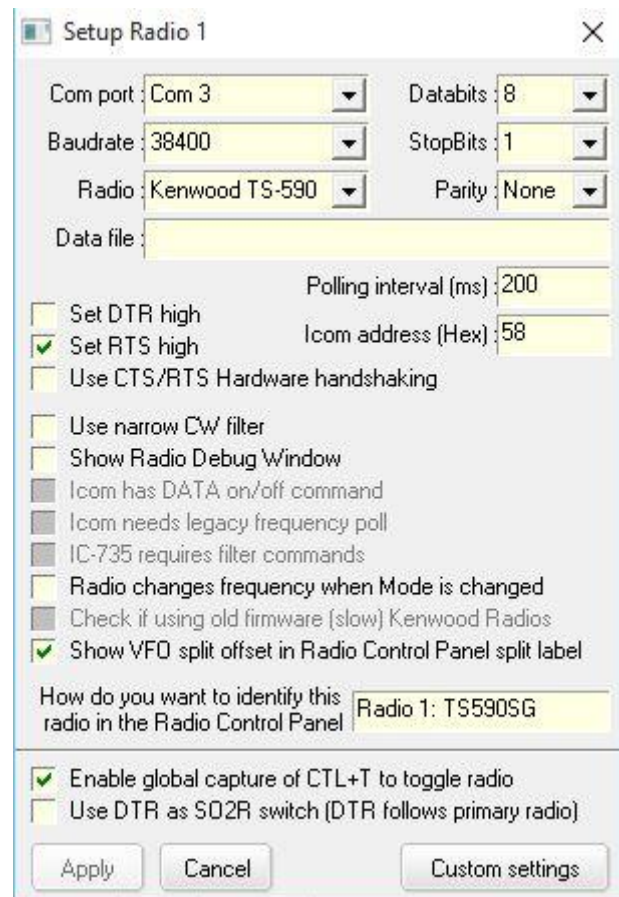 Setup Radio 1
Com port : Com 3 Databits : 8
Baudrate : 38400 StopBits : 1
Radio : Kenwood TS-590 Parity : None
Data file :
Polling interval (ms) : 200
Set DTR high
Icom address (Hex) : 58
Set RTS high
Use CTS/RTS Hardware handshaking
Use narrow CW filter
Show Radio Debug Window
Icom has DATA on/off command
Icom needs legacy frequency poll
IC-735 requires filter commands
Radio changes frequency when Mode is changed
Check if using old firmware (slow) Kenwood Radios
Show VFO split offset in Radio Control Panel split label
How do you want to identify this
radio in the Radio Control Panel
Radio 1: TS590SG
Enable global capture of CTL+T to toggle radio
Use DTR as SO2R switch (DTR follows primary radio)
Apply Cancel Custom settings